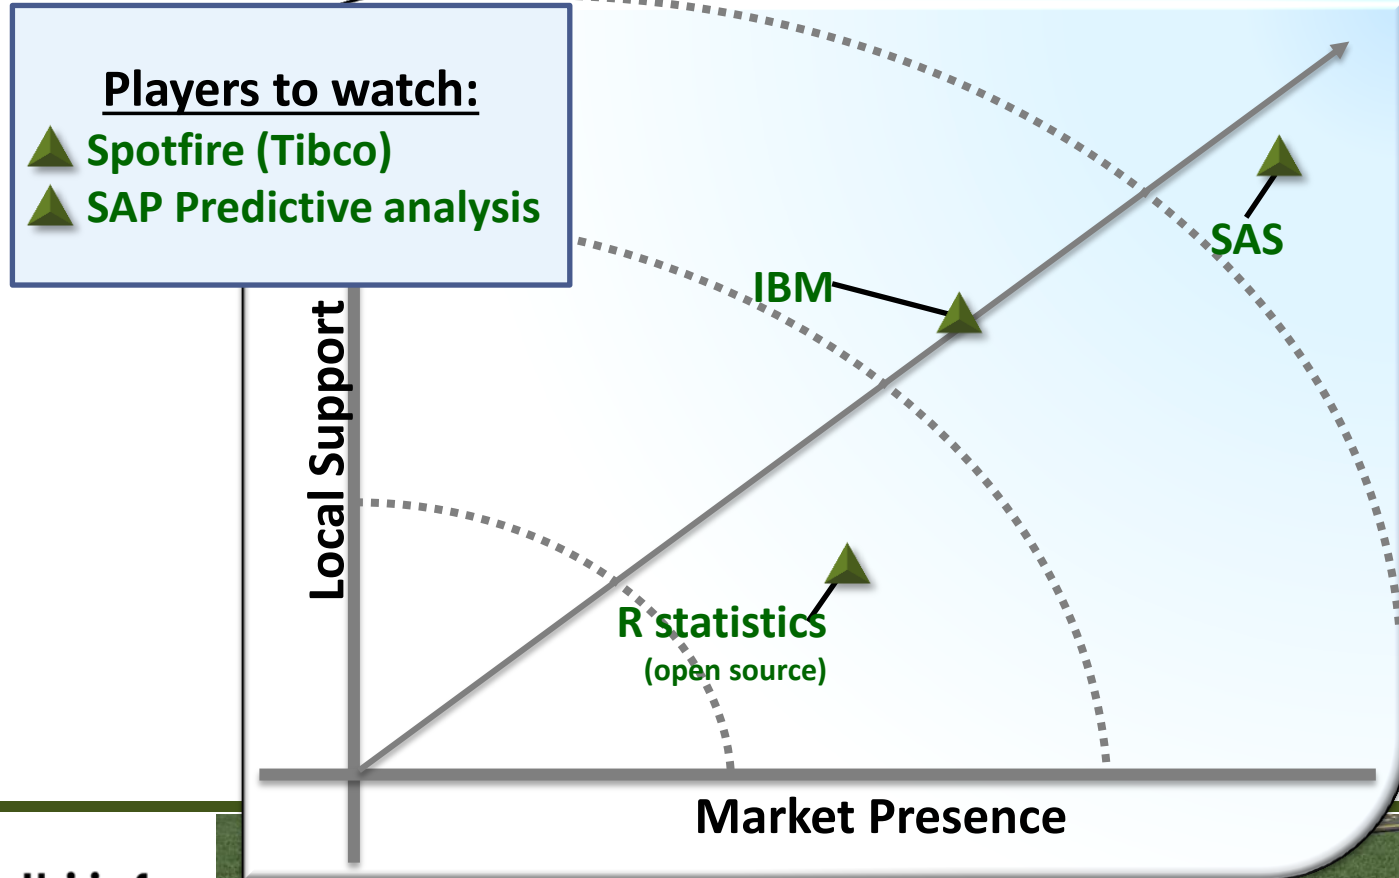 Players to watch:
Spotfire (Tibco)
SAP Predictive analysis
SAS
IBM
Local Support
R statistics
(open source)
Market Presence